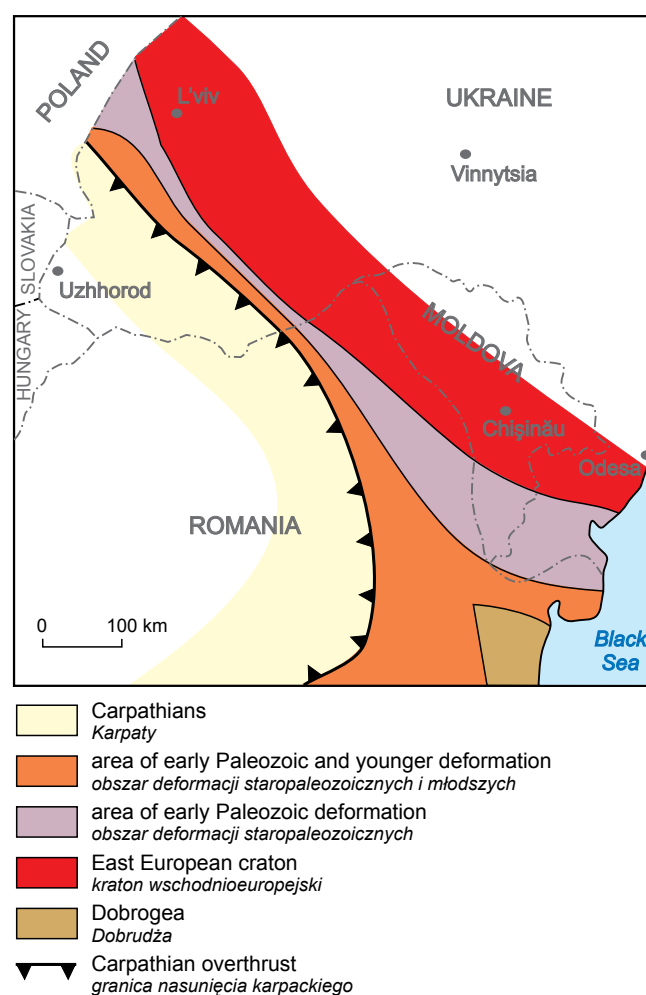 POLAND
L'viv
UKRAINE
Vinnytsia
SLOVAKIA
HUNGARY
Uzhhorod
MOLDOVA
Chişinău
Odesa
ROMANIA
0 100 km
Black
Sea
Carpathians
Karpaty
area of early Paleozoic and younger deformation
obszar deformacji staropaleozoicznych i młodszych
area of early Paleozoic deformation
obszar deformacji staropaleozoicznych
East European craton
kraton wschodnioeuropejski
Dobrogea
Dobrudża
Carpathian overthrust
granica nasunięcia karpackiego